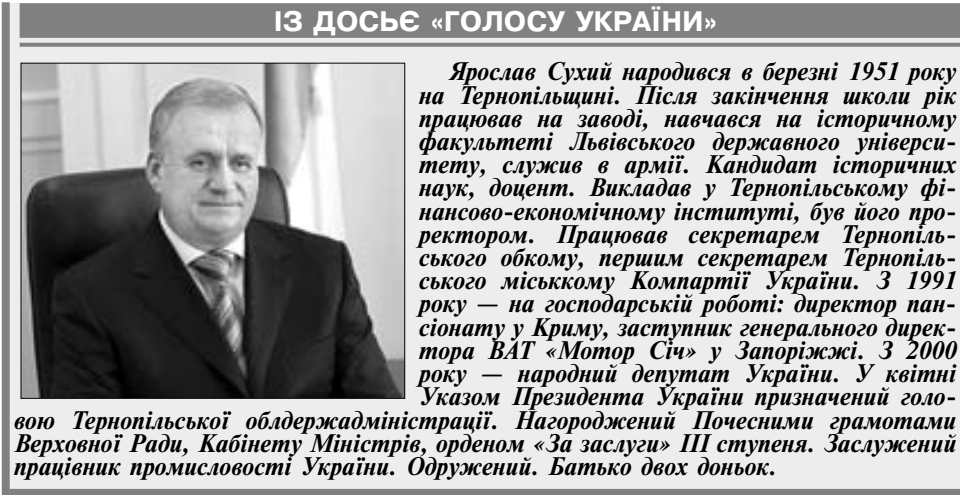 ІЗ ДОСЬЄ «ГОЛОСУ УКРАЇНИ»
Ярослав Сухий народився в березні 1951 року
на Тернопільщині. Після закінчення школи рік
працював на заводі, навчався на історичному
факультеті Львівського державного універси-
тету, служив в армії. Кандидат історичних
наук, доцент. Викладав у Тернопільському фі-
нансово-економічному інституті, був його про-
ректором. Працював секретарем Тернопіль-
ського обкому, першим секретарем Тернопіль-
ського міськкому Компартії України. З 1991
року — на господарській роботі: директор пан-
сіонату у Криму, заступник генерального дирек-
тора ВАТ «Мотор Січ» у Запоріжжі. З 2000
року — народний депутат України. У квітні
Указом Президента України призначений голо-
вою Тернопільської облдержадміністрації. Нагороджений Почесними грамотами
Верховної Ради, Кабінету Міністрів, орденом «За заслуги» III ступеня. Заслужений
працівник промисловості України. Одружений. Батько двох доньок.